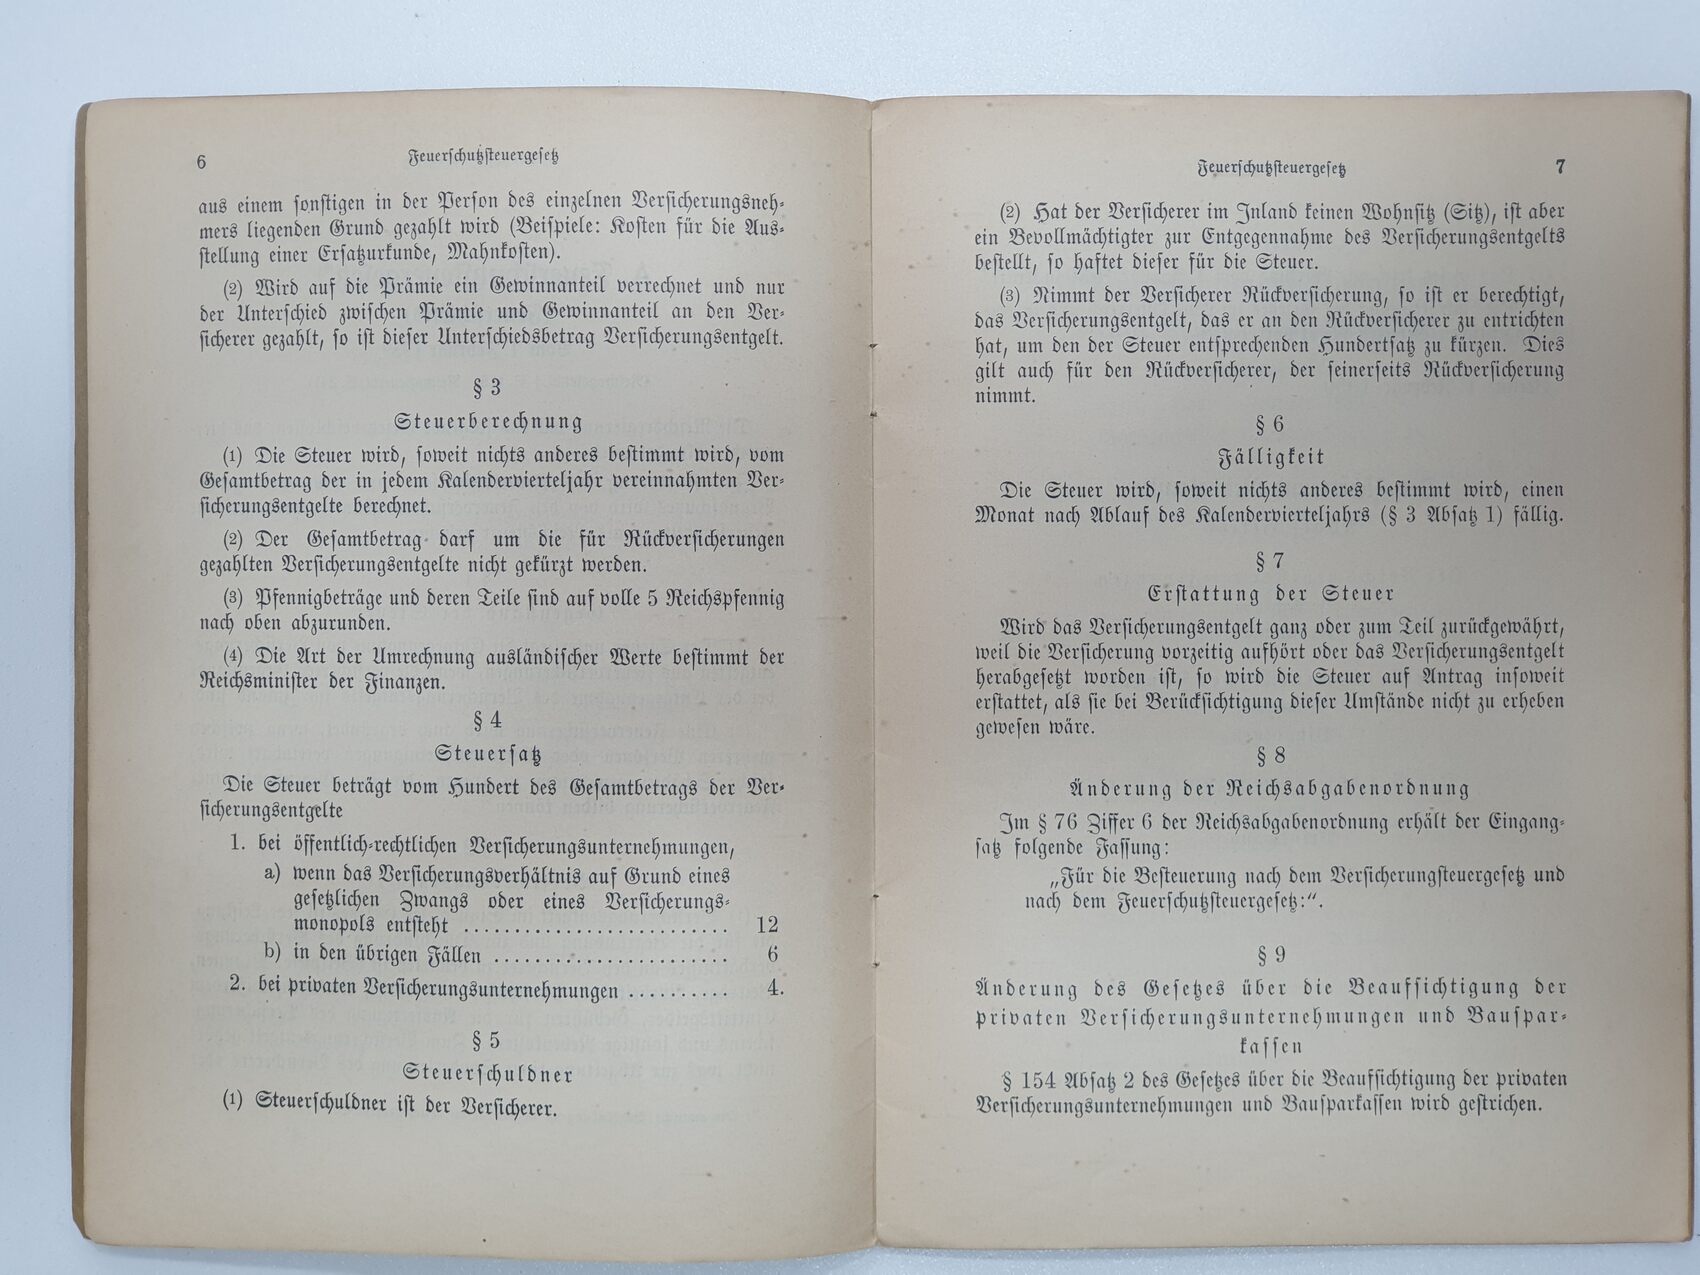 6
Feuerschutzsteuergesetz
aus einem sonstigen in der Person des einzelnen Versicherungsneh-
mers liegenden Grund gezahlt wird (Beispiele: Kosten für die Aus-
stellung einer Ersatzurkunde, Mahnkosten).
(2) Wird auf die Prämie ein Gewinnanteil verrechnet und nur
der Unterschied zwischen Prämie und Gewinnanteil an den Ver-
sicherer gezahlt, so ist dieser Unterschiedsbetrag Versicherungsentgelt.
§ 3
Steuerberechnung
(1) Die Steuer wird, soweit nichts anderes bestimmt wird, vom
Gesamtbetrag der in jedem Kalendervierteljahr vereinnahmten Ver-
sicherungsentgelte berechnet.
(2) Der Gesamtbetrag darf um die für Rückversicherungen
gezahlten Versicherungsentgelte nicht gekürzt werden.
(3) Pfennigbeträge und deren Teile sind auf volle 5 Reichspfennig
nach oben abzurunden.
(4) Die Art der Umrechnung ausländischer Werte bestimmt der
Reichsminister der Finanzen.
§ 4
Steuersatz
Die Steuer beträgt vom Hundert des Gesamtbetrags der Ver-
sicherungsentgelte
1. bei öffentlich-rechtlichen Versicherungsunternehmungen,
a) wenn das Versicherungsverhältnis auf Grund eines
gesetzlichen Zwangs oder eines Versicherungs-
monopols entsteht ......................... 12
b) in den übrigen Fällen ...................... 6
2. bei privaten Versicherungsunternehmungen .......... 4.
§ 5
Steuerschuldner
(1) Steuerschuldner ist der Versicherer.
Feuerschutzsteuergesetz
7
(2) Hat der Versicherer im Inland keinen Wohnsitz (Sitz), ist aber
ein Bevollmächtigter zur Entgegennahme des Versicherungsentgelts
bestellt, so haftet dieser für die Steuer.
(3) Nimmt der Versicherer Rückversicherung, so ist er berechtigt,
das Versicherungsentgelt, das er an den Rückversicherer zu entrichten
hat, um den der Steuer entsprechenden Hundertsatz zu kürzen. Dies
gilt auch für den Rückversicherer, der seinerseits Rückversicherung
nimmt.
§ 6
Fälligkeit
Die Steuer wird, soweit nichts anderes bestimmt wird, einen
Monat nach Ablauf des Kalendervierteljahrs (§ 3 Absatz 1) fällig.
§ 7
Erstattung der Steuer
Wird das Versicherungsentgelt ganz oder zum Teil zurückgewährt,
weil die Versicherung vorzeitig aufhört oder das Versicherungsentgelt
herabgesetzt worden ist, so wird die Steuer auf Antrag insoweit
erstattet, als sie bei Berücksichtigung dieser Umstände nicht zu erheben
gewesen wäre.
§ 8
Änderung der Reichsabgabenordnung
Im § 76 Ziffer 6 der Reichsabgabenordnung erhält der Eingang-
satz folgende Fassung:
„Für die Besteuerung nach dem Versicherungsteuergesetz und
nach dem Feuerschutzsteuergesetz:“.
§ 9
Änderung des Gesetzes über die Beaufsichtigung der
privaten Versicherungsunternehmungen und Bauspar-
kassen
§ 154 Absatz 2 des Gesetzes über die Beaufsichtigung der privaten
Versicherungsunternehmungen und Bausparkassen wird gestrichen.